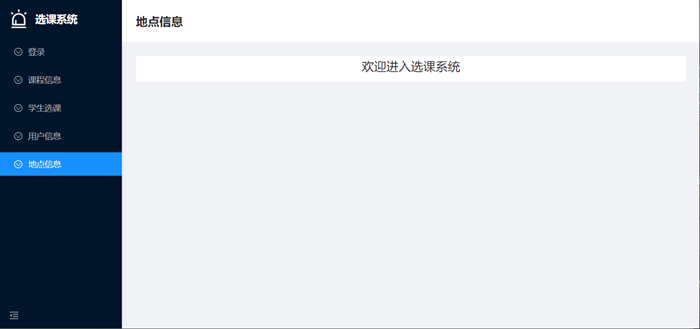 选课系统
登录
课程信息
学生选课
用户信息
地点信息
地点信息
欢迎进入选课系统